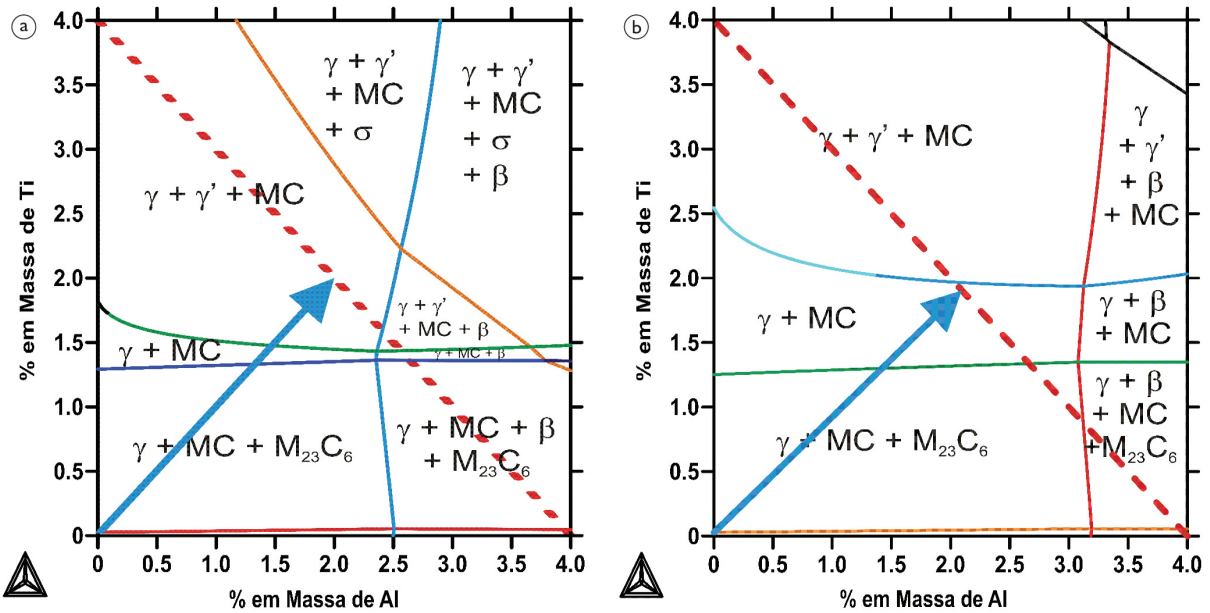 a
4.0
3.5
3.0
2.5
2.0
1.5
1.0
0.5
0
% em Massa de Ti
γ + γ'
+ MC
+ σ
γ + γ'
+ MC
+ σ
+ β
γ + γ' + MC
γ + γ'
+ MC + β
γ + MC + β
γ + MC
γ + MC + M₂₃C₆
γ + MC + β
+ M₂₃C₆
0 0.5 1.0 1.5 2.0 2.5 3.0 3.5 4.0
% em Massa de Al
b
4.0
3.5
3.0
2.5
2.0
1.5
1.0
0.5
0
% em Massa de Ti
γ + γ' + MC
γ
+ γ'
+ β
+ MC
γ + MC
γ + β
+ MC
γ + MC + M₂₃C₆
γ + β
+ MC
+ M₂₃C₆
0 0.5 1.0 1.5 2.0 2.5 3.0 3.5 4.0
% em Massa de Al